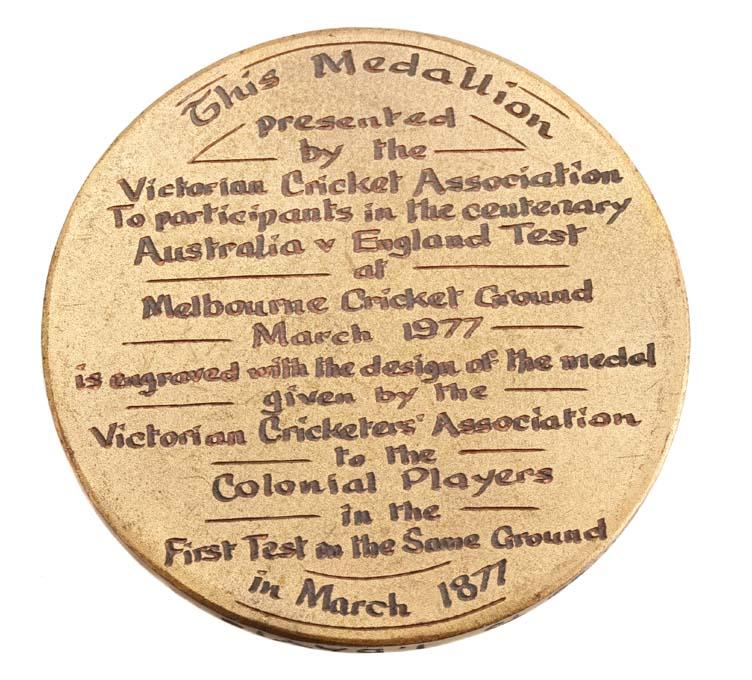 This Medallion
presented
by the
Victorian Cricket Association
To participants in the centenary
Australia v England Test
at
Melbourne Cricket Ground
March 1977
is engraved with the design of the medal
given by the
Victorian Cricketers' Association
to the
Colonial Players
in the
First Test on the Same Ground
in March 1877